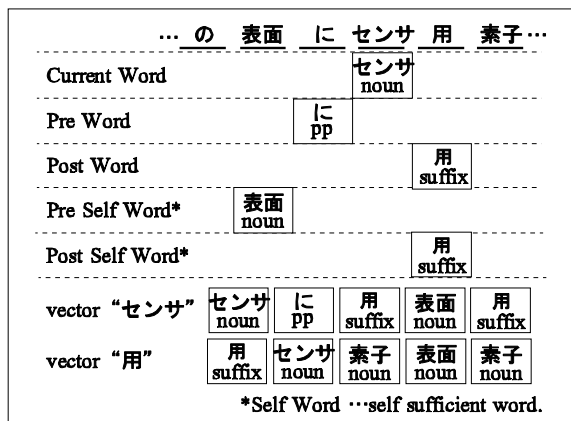 … の 表面 に センサ 用 素子 …
Current Word センサ noun
Pre Word に pp
Post Word 用 suffix
Pre Self Word* 表面 noun
Post Self Word* 用 suffix
vector “センサ” センサ noun に pp 用 suffix 表面 noun 用 suffix
vector “用” 用 suffix センサ noun 素子 noun 表面 noun 素子 noun
*Self Word …self sufficient word.